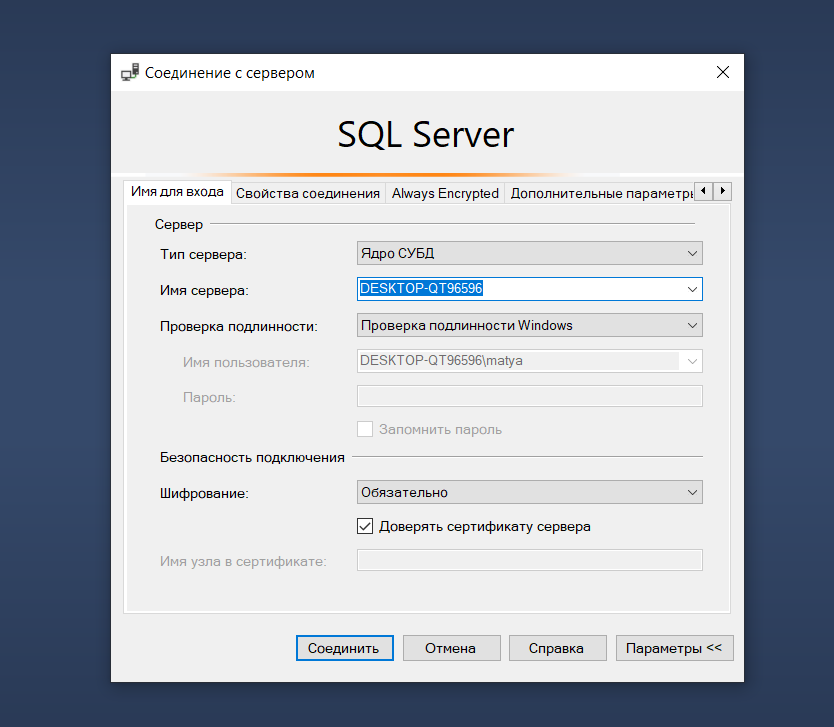 Соединение с сервером
SQL Server
Имя для входа Свойства соединения Always Encrypted Дополнительные параметры
Сервер
Тип сервера: Ядро СУБД
Имя сервера: DESKTOP-QT96596
Проверка подлинности: Проверка подлинности Windows
Имя пользователя: DESKTOP-QT96596\matya
Пароль:
Запомнить пароль
Безопасность подключения
Шифрование: Обязательно
Доверять сертификату сервера
Имя узла в сертификате:
Соединить Отмена Справка Параметры <<